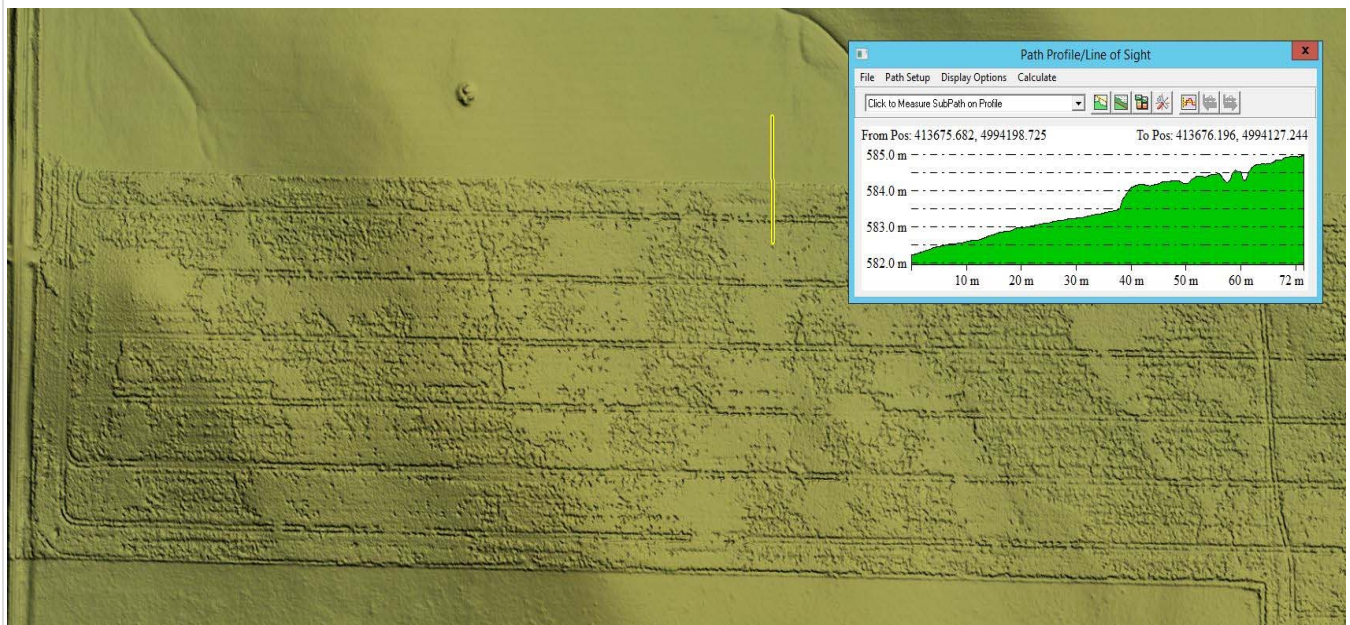 Path Profile/Line of Sight
x
File Path Setup Display Options Calculate
Click to Measure SubPath on Profile
From Pos: 413675.682, 4994198.725 To Pos: 413676.196, 4994127.244
585.0 m
584.0 m
583.0 m
582.0 m
10 m 20 m 30 m 40 m 50 m 60 m 72 m